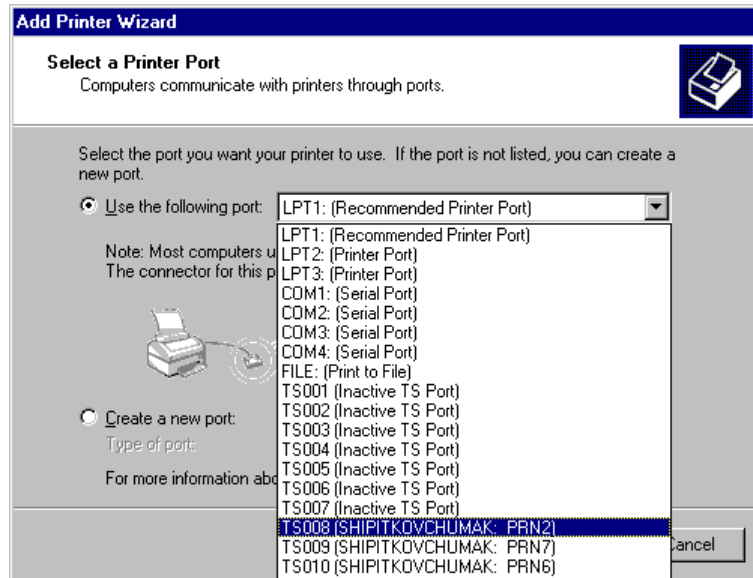 Add Printer Wizard
Select a Printer Port
Computers communicate with printers through ports.
Select the port you want your printer to use.  If the port is not listed, you can create a
new port.
Use the following port:
LPT1: (Recommended Printer Port)
LPT1: (Recommended Printer Port)
Note: Most computers u
LPT2: (Printer Port)
The connector for this p
LPT3: (Printer Port)
COM1: (Serial Port)
COM2: (Serial Port)
COM3: (Serial Port)
COM4: (Serial Port)
FILE: (Print to File)
TS001 (Inactive TS Port)
TS002 (Inactive TS Port)
Create a new port:
TS003 (Inactive TS Port)
Type of port:
TS004 (Inactive TS Port)
TS005 (Inactive TS Port)
For more information abo
TS006 (Inactive TS Port)
TS007 (Inactive TS Port)
TS008 (SHIPITKOVCHUMAK:  PRN2)
TS009 (SHIPITKOVCHUMAK:  PRN7)
Cancel
TS010 (SHIPITKOVCHUMAK:  PRN6)